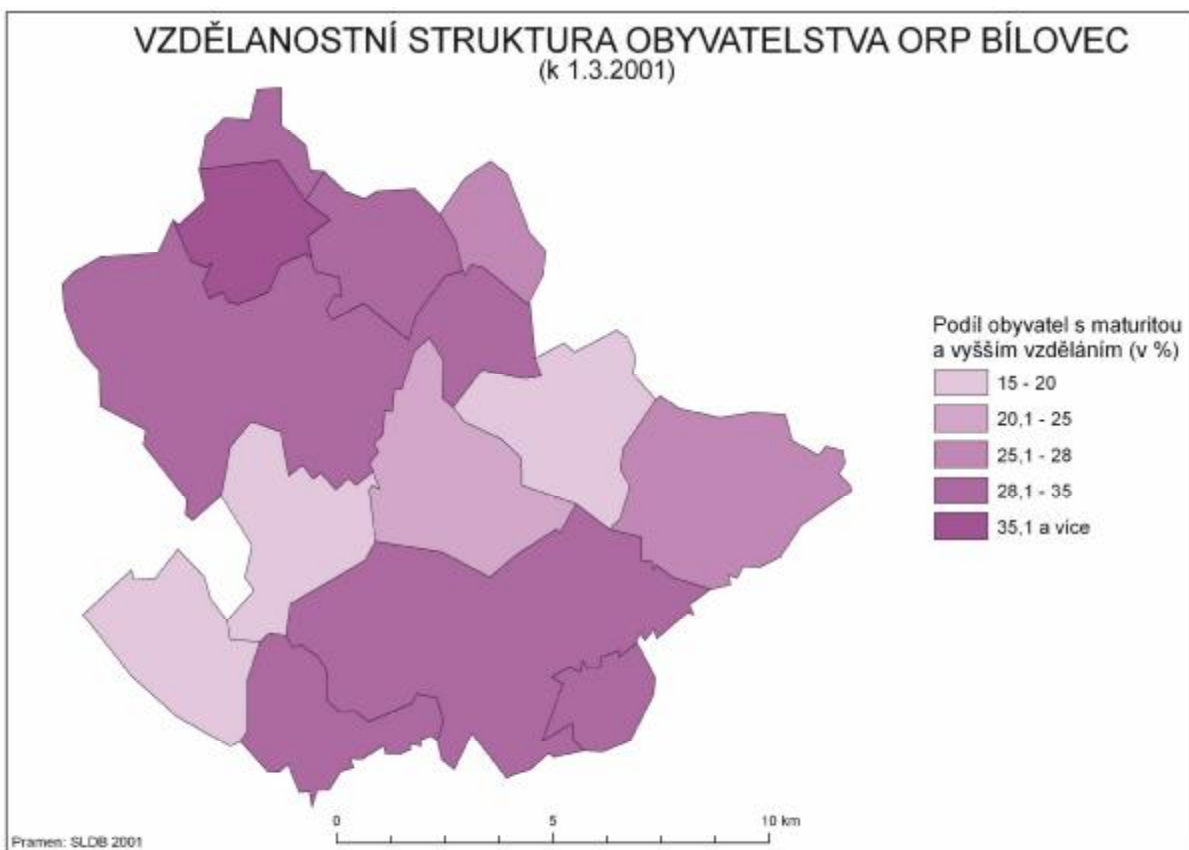 VZDĚLANOSTNÍ STRUKTURA OBYVATELSTVA ORP BÍLOVEC
(k 1.3.2001)
Podíl obyvatel s maturitou
a vyšším vzděláním (v %)
15 - 20
20,1 - 25
25,1 - 28
28,1 - 35
35,1 a více
0 5 10 km
Pramen: SLDB 2001